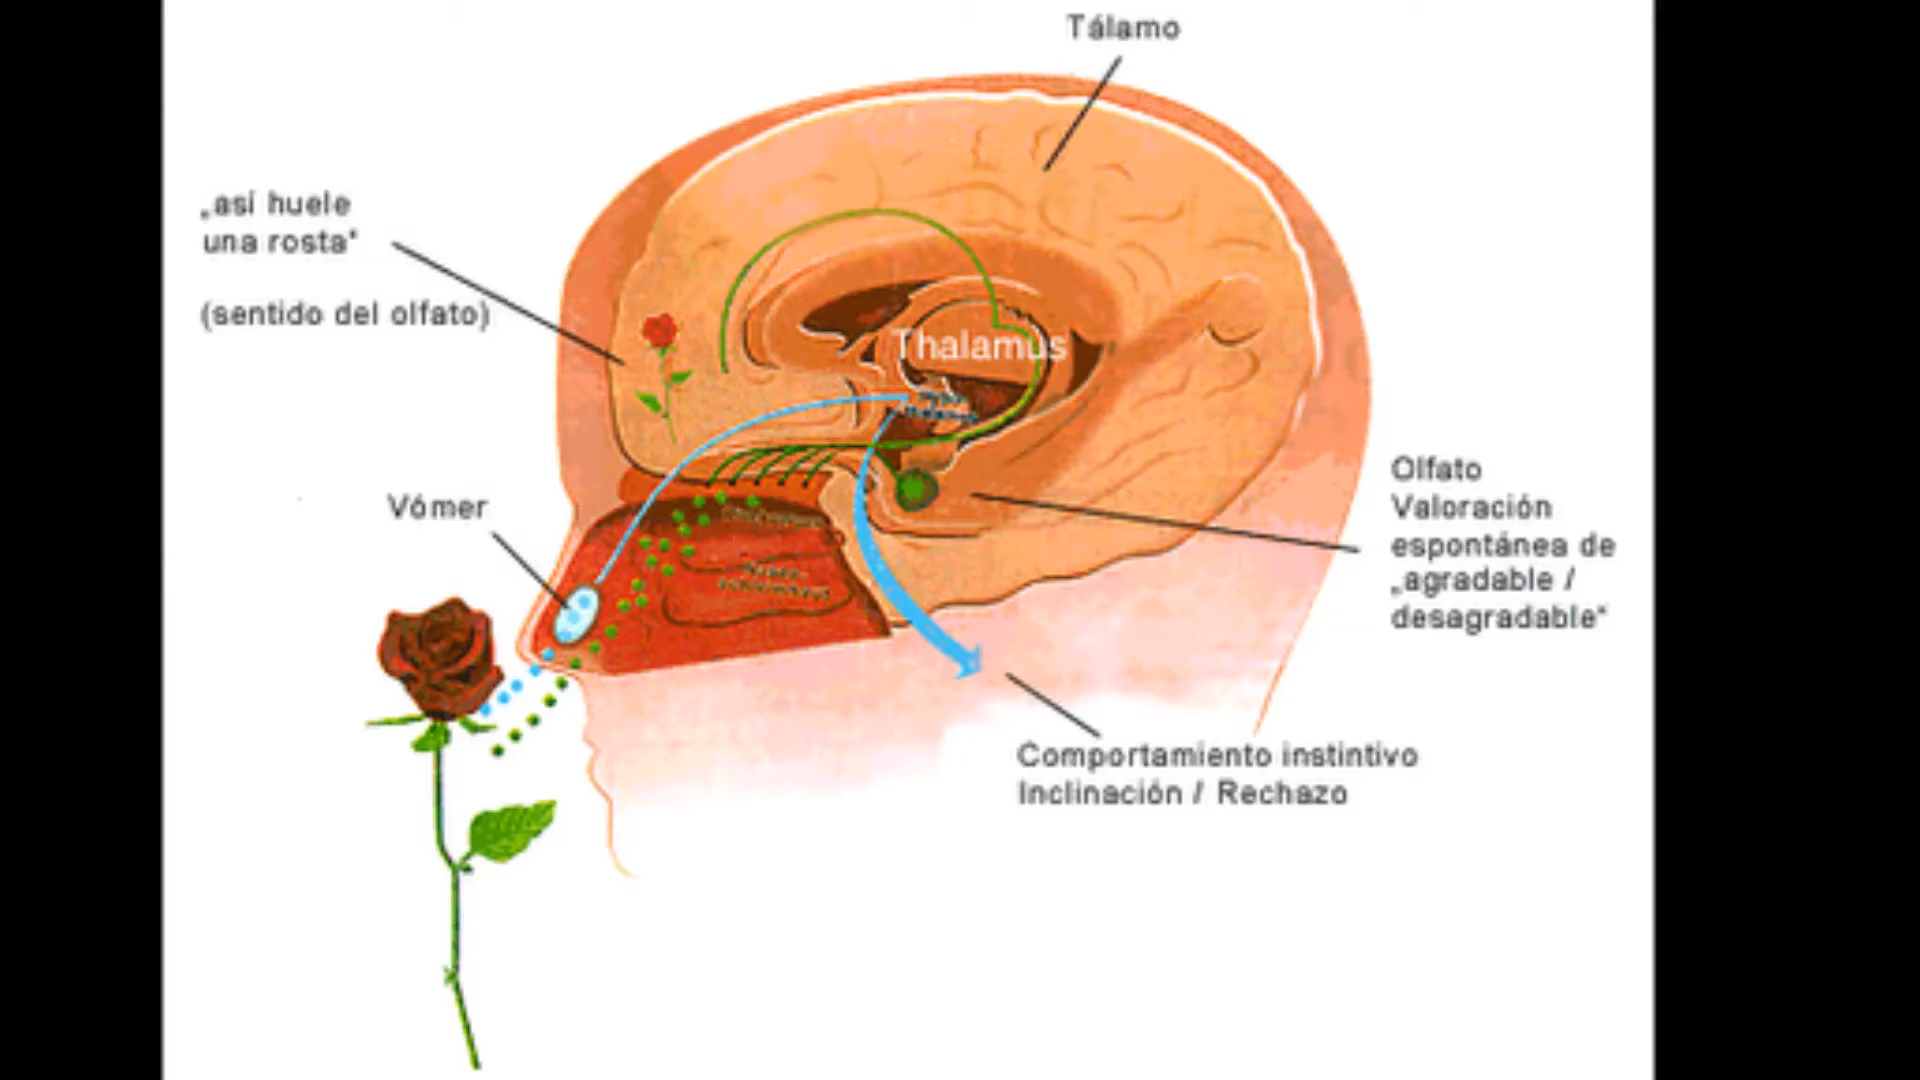 Tálamo
„así huele
una rosta“
(sentido del olfato)
Thalamus
Vómer
Olfato
Valoración
espontánea de
„agradable /
desagradable“
Comportamiento instintivo
Inclinación / Rechazo